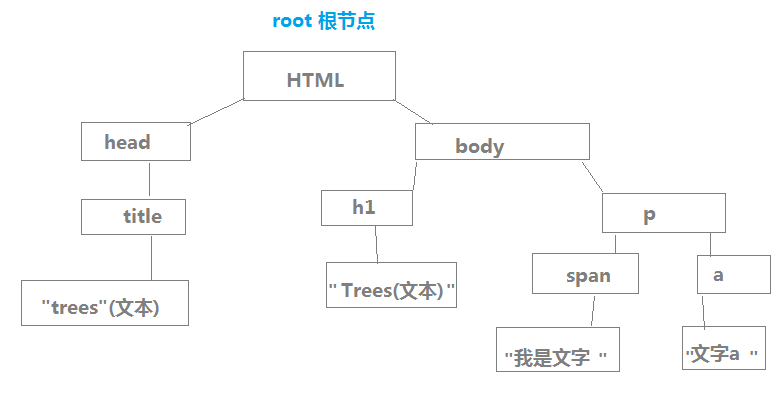 root 根节点
HTML
head
body
title
h1
p
span
a
"trees"(文本)
" Trees(文本) "
"我是文字 "
"文字a "